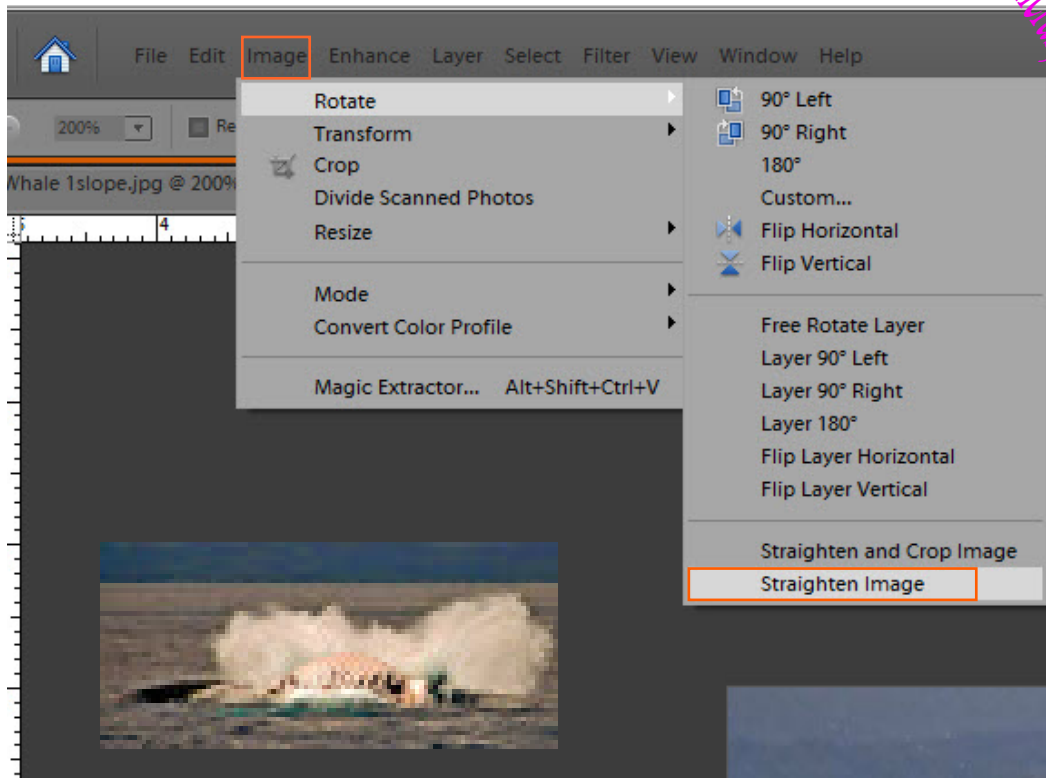 File Edit Image Enhance Layer Select Filter View Window Help
200%
Re
Whale 1slope.jpg @ 200%
4
Rotate
Transform
Crop
Divide Scanned Photos
Resize
Mode
Convert Color Profile
Magic Extractor... Alt+Shift+Ctrl+V
90° Left
90° Right
180°
Custom...
Flip Horizontal
Flip Vertical
Free Rotate Layer
Layer 90° Left
Layer 90° Right
Layer 180°
Flip Layer Horizontal
Flip Layer Vertical
Straighten and Crop Image
Straighten Image